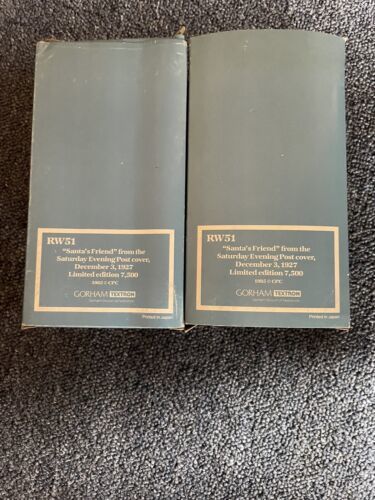 RW51
"Santa's Friend" from the
Saturday Evening Post cover,
December 3, 1927
Limited edition 7,500
1982 © CPC
GORHAM TEXTRON
Printed in Japan
RW51
"Santa's Friend" from the
Saturday Evening Post cover,
December 3, 1927
Limited edition 7,500
1982 © CPC
GORHAM TEXTRON
Printed in Japan